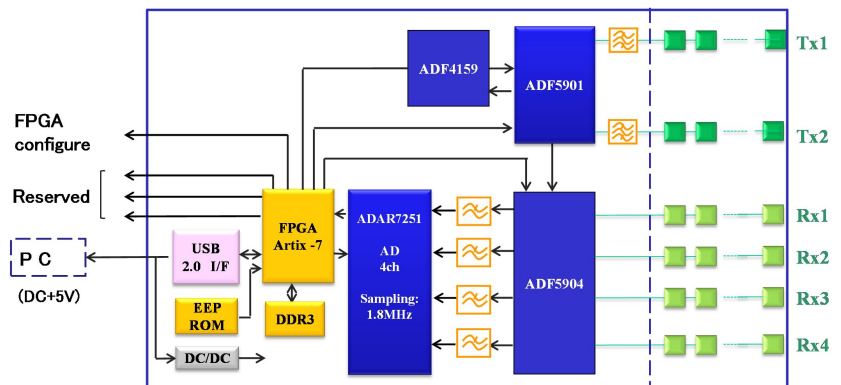 ADF4159
ADF5901
Tx1
Tx2
FPGA
configure
Reserved
PC
(DC+5V)
USB
2.0 I/F
EEP
ROM
DC/DC
FPGA
Artix -7
DDR3
ADAR7251
AD
4ch
Sampling:
1.8MHz
ADF5904
Rx1
Rx2
Rx3
Rx4